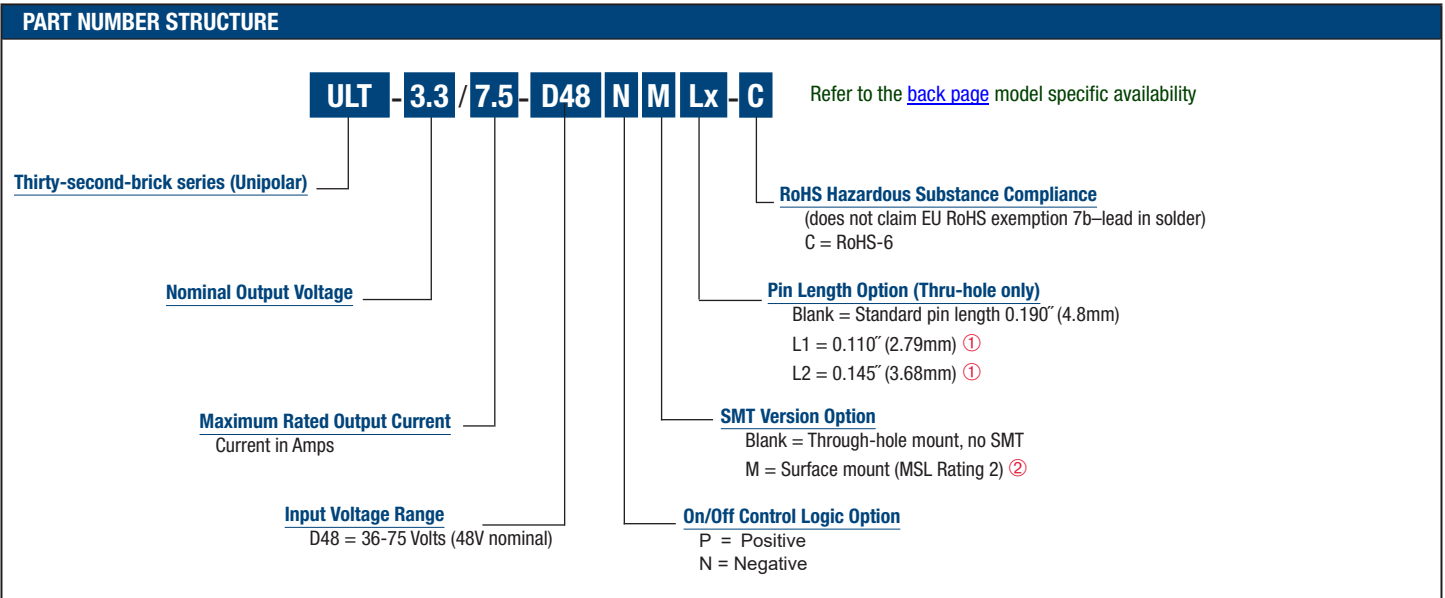 PART NUMBER STRUCTURE
ULT - 3.3 / 7.5 - D48 N M Lx - C
Refer to the back page model specific availability
Thirty-second-brick series (Unipolar)
RoHS Hazardous Substance Compliance
(does not claim EU RoHS exemption 7b–lead in solder)
C = RoHS-6
Nominal Output Voltage
Pin Length Option (Thru-hole only)
Blank = Standard pin length 0.190˝ (4.8mm)
L1 = 0.110˝ (2.79mm) ①
L2 = 0.145˝ (3.68mm) ①
Maximum Rated Output Current
Current in Amps
SMT Version Option
Blank = Through-hole mount, no SMT
M = Surface mount (MSL Rating 2) ②
Input Voltage Range
D48 = 36-75 Volts (48V nominal)
On/Off Control Logic Option
P = Positive
N = Negative